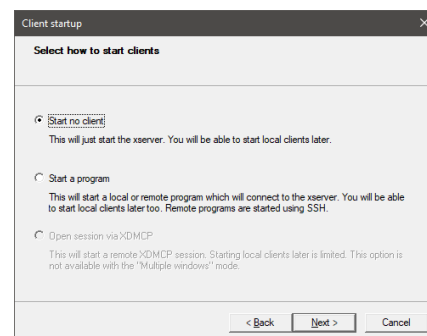 Client startup
Select how to start clients
Start no client
This will just start the xserver. You will be able to start local clients later.
Start a program
This will start a local or remote program which will connect to the xserver. You will be able
to start local clients later too. Remote programs are started using SSH.
Open session via XDMCP
This will start a remote XDMCP session. Starting local clients later is limited. This option is
not available with the "Multiple windows" mode.
< Back
Next >
Cancel